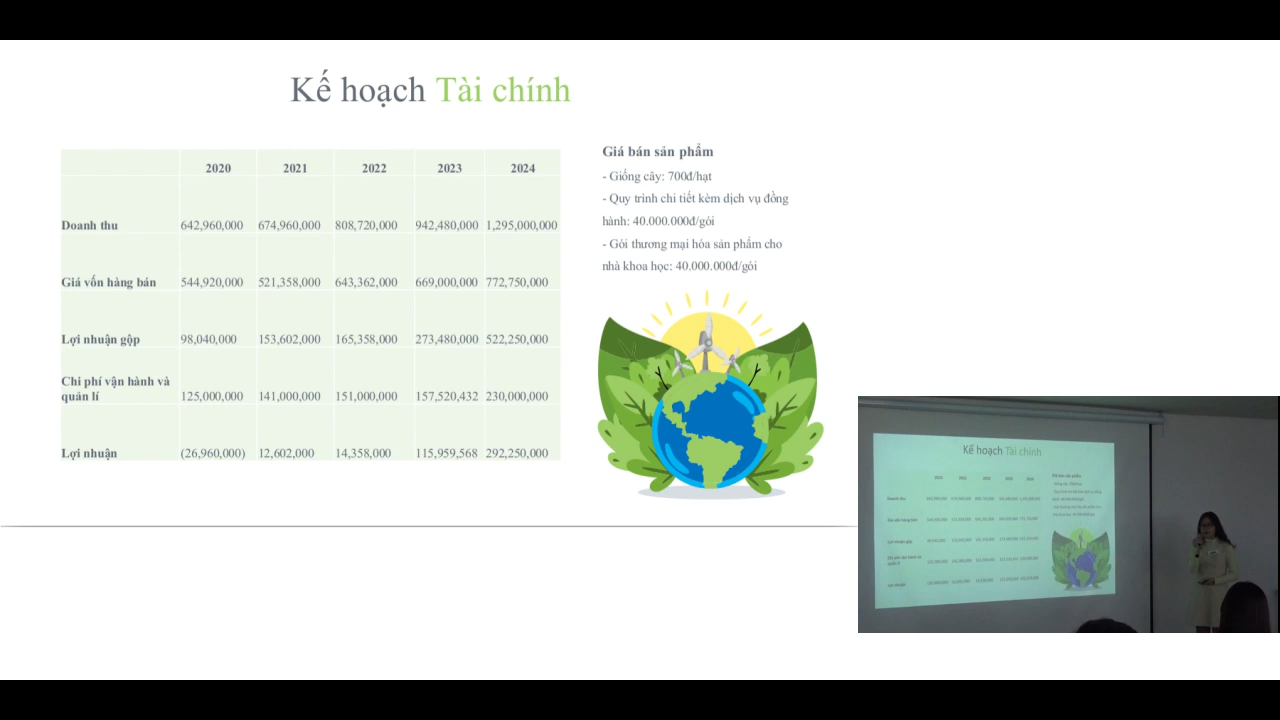 Kế hoạch Tài chính
2020 2021 2022 2023 2024
Doanh thu 642,960,000 674,960,000 808,720,000 942,480,000 1,295,000,000
Giá vốn hàng bán 544,920,000 521,358,000 643,362,000 669,000,000 772,750,000
Lợi nhuận gộp 98,040,000 153,602,000 165,358,000 273,480,000 522,250,000
Chi phí vận hành và
quản lí 125,000,000 141,000,000 151,000,000 157,520,432 230,000,000
Lợi nhuận (26,960,000) 12,602,000 14,358,000 115,959,568 292,250,000
Giá bán sản phẩm
- Giống cây: 700đ/hạt
- Quy trình chi tiết kèm dịch vụ đồng
hành: 40.000.000đ/gói
- Gói thương mại hóa sản phẩm cho
nhà khoa học: 40.000.000đ/gói
Kế hoạch Tài chính